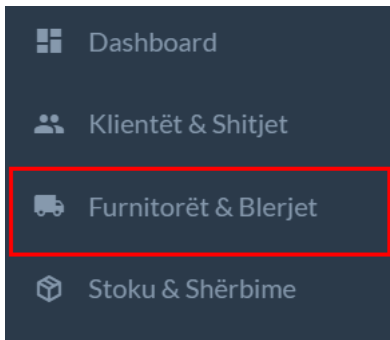 Dashboard
Klientët & Shitjet
Furnitorët & Blerjet
Stoku & Shërbime